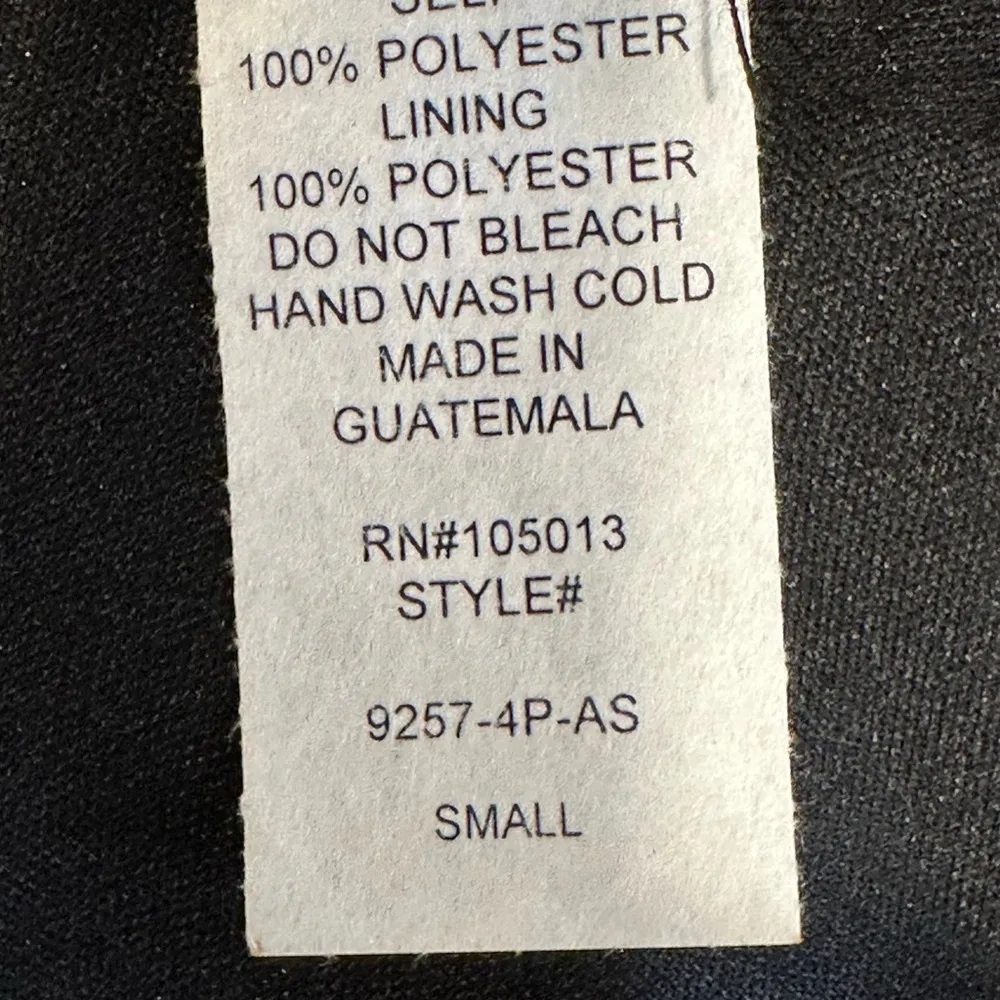 SELF
100% POLYESTER
LINING
100% POLYESTER
DO NOT BLEACH
HAND WASH COLD
MADE IN
GUATEMALA
RN#105013
STYLE#
9257-4P-AS
SMALL